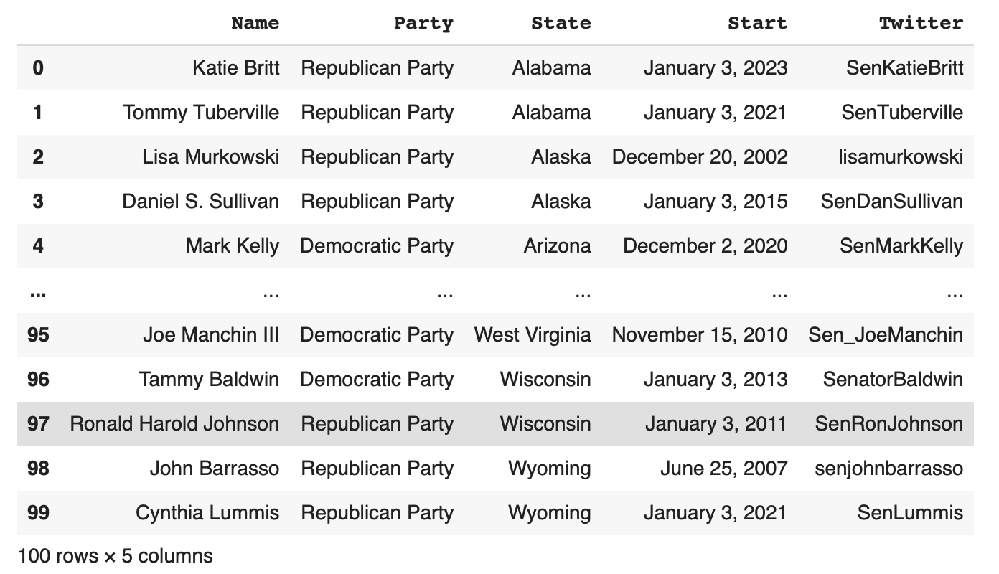 Name Party State Start Twitter
0 Katie Britt Republican Party Alabama January 3, 2023 SenKatieBritt
1 Tommy Tuberville Republican Party Alabama January 3, 2021 SenTuberville
2 Lisa Murkowski Republican Party Alaska December 20, 2002 lisamurkowski
3 Daniel S. Sullivan Republican Party Alaska January 3, 2015 SenDanSullivan
4 Mark Kelly Democratic Party Arizona December 2, 2020 SenMarkKelly
... ... ... ... ... ...
95 Joe Manchin III Democratic Party West Virginia November 15, 2010 Sen_JoeManchin
96 Tammy Baldwin Democratic Party Wisconsin January 3, 2013 SenatorBaldwin
97 Ronald Harold Johnson Republican Party Wisconsin January 3, 2011 SenRonJohnson
98 John Barrasso Republican Party Wyoming June 25, 2007 senjohnbarrasso
99 Cynthia Lummis Republican Party Wyoming January 3, 2021 SenLummis
100 rows × 5 columns